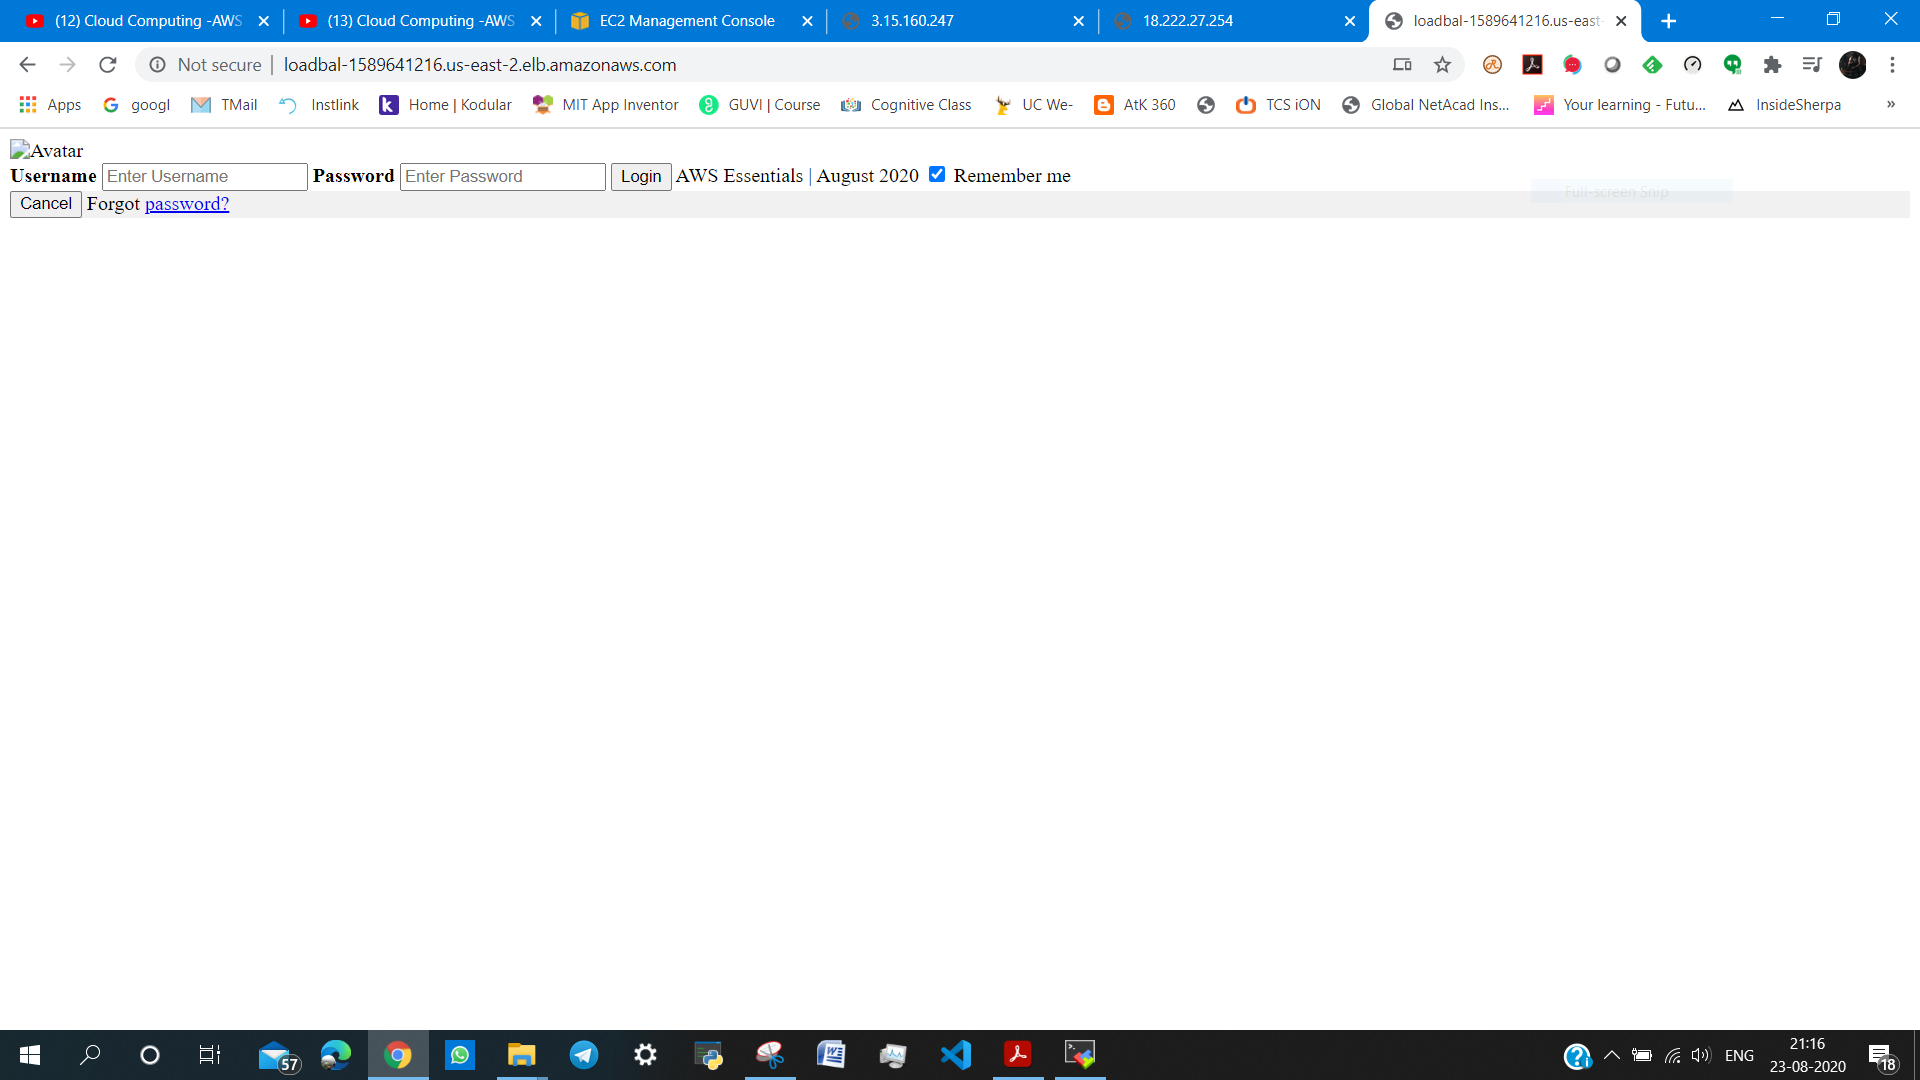 (12) Cloud Computing -AWS (13) Cloud Computing -AWS EC2 Management Console 3.15.160.247 18.222.27.254 loadbal-1589641216.us-east-
Not secure | loadbal-1589641216.us-east-2.elb.amazonaws.com
Apps googl TMail Instlink Home | Kodular MIT App Inventor GUVI | Course Cognitive Class UC We- AtK 360 TCS iON Global NetAcad Ins... Your learning - Futu... InsideSherpa »
Avatar
Username Enter Username Password Enter Password Login AWS Essentials | August 2020 Remember me
Full-screen Snip
Cancel Forgot password?
57 ENG 21:16
23-08-2020 18